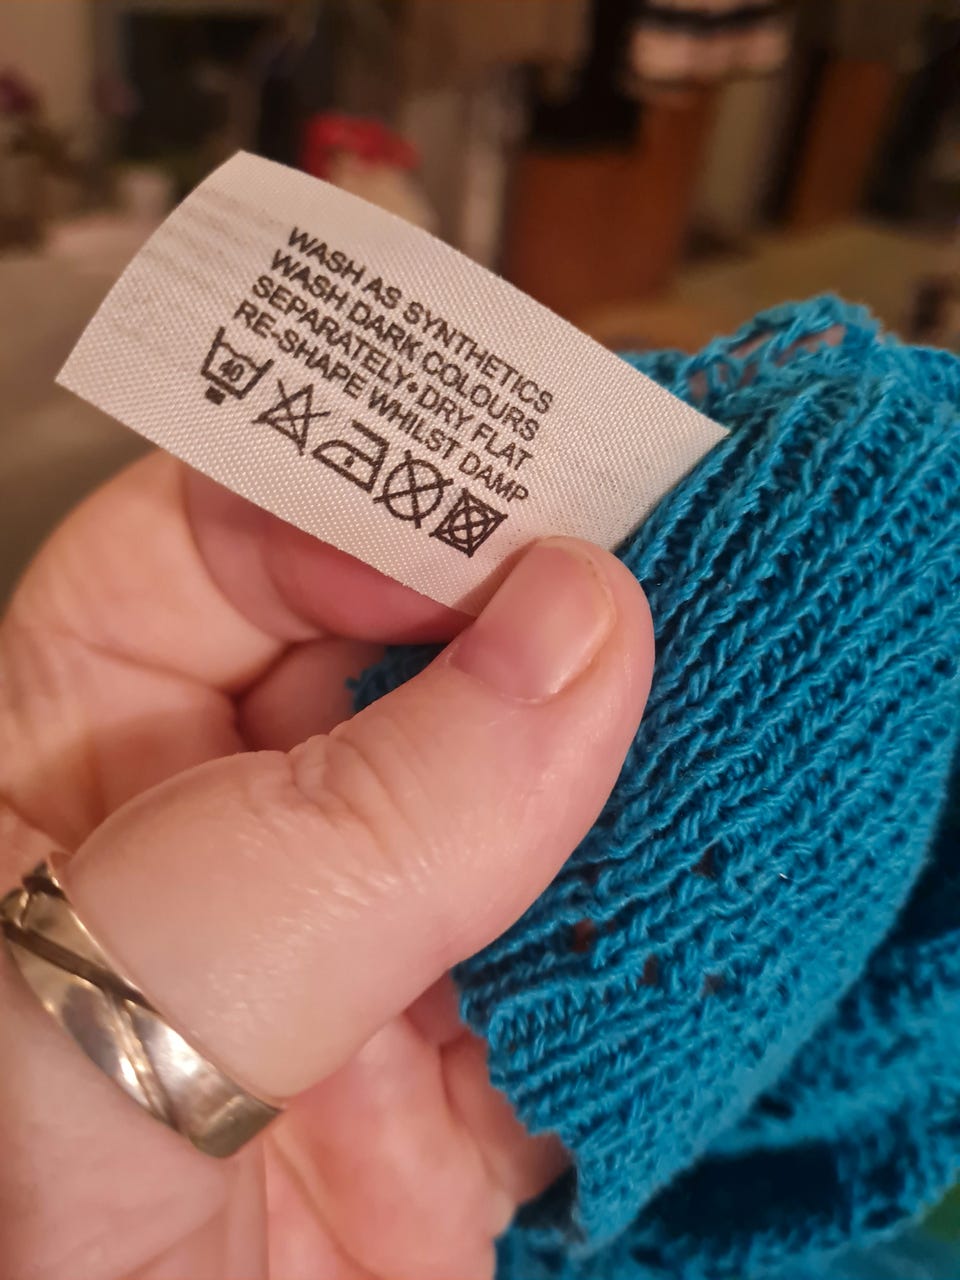 WASH AS SYNTHETICS
WASH DARK COLOURS
SEPARATELY•DRY FLAT
RE-SHAPE WHILST DAMP
40